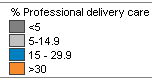 % Professional delivery care
<5
5-14.9
15 - 29.9
>30